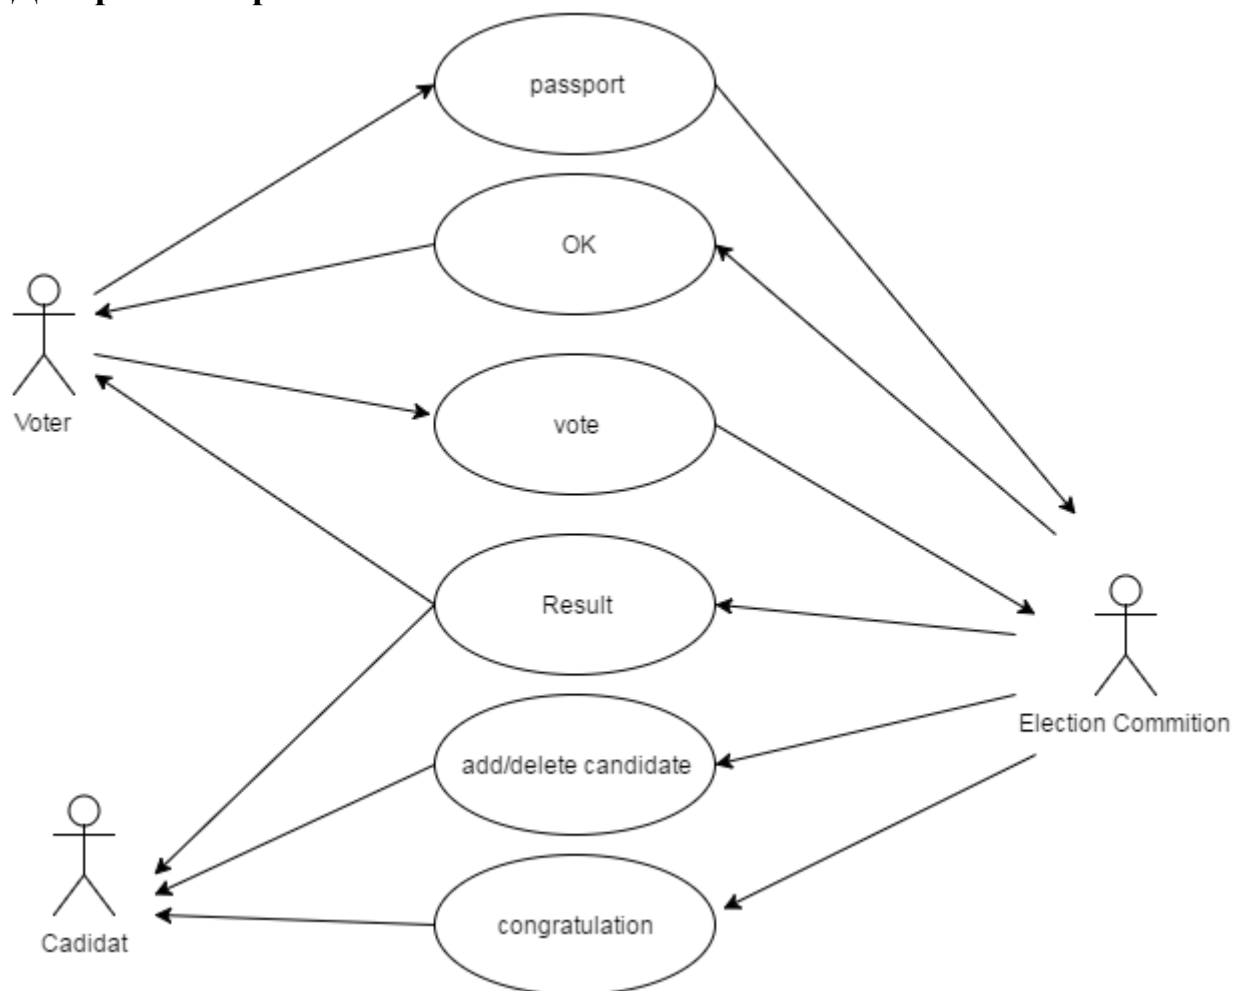 passport
OK
Voter
vote
Result
Election Commition
add/delete candidate
Cadidat
congratulation